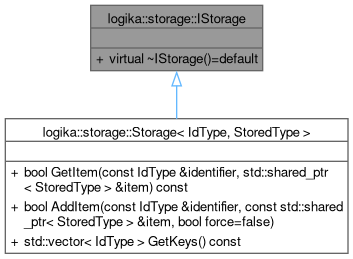 logika::storage::IStorage
+ virtual ~IStorage()=default
logika::storage::Storage< IdType, StoredType >
+ bool GetItem(const IdType &identifier, std::shared_ptr
< StoredType > &item) const
+ bool AddItem(const IdType &identifier, const std::shared
_ptr< StoredType > &item, bool force=false)
+ std::vector< IdType > GetKeys() const